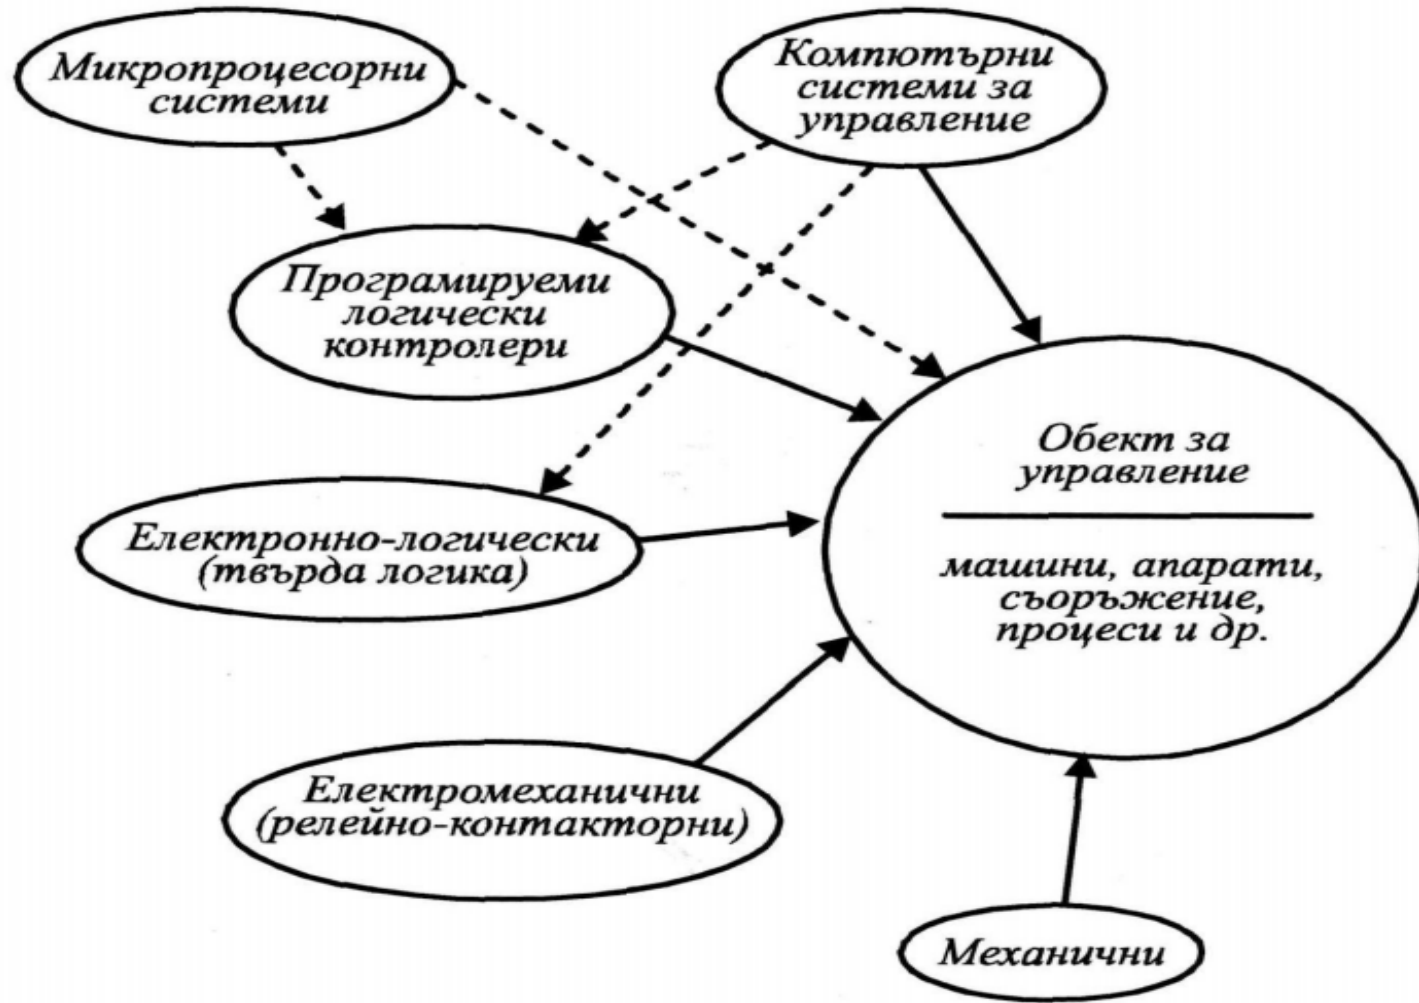 Микропроцесорни
системи
Компютърни
системи за
управление
Програмируеми
логически
контролери
Обект за
управление
Електронно-логически
(твърда логика)
машини, апарати,
съоръжение,
процеси и др.
Електромеханични
(релейно-контакторни)
Механични